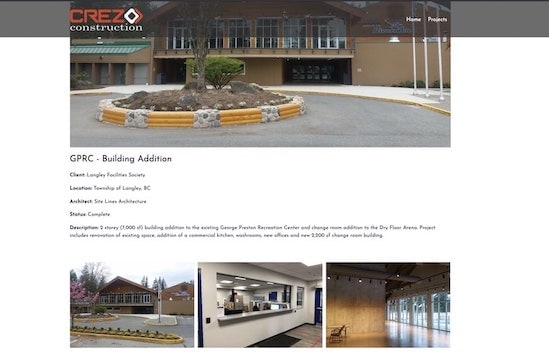 CREZO
construction
Home Projects
GPRC - Building Addition
Client: Langley Facilities Society
Location: Township of Langley, BC
Architect: Site Lines Architecture
Status: Complete
Description: 2 storey (7,000 sf) building addition to the existing George Preston Recreation Center and change room addition to the Dry Floor Arena. Project
includes renovation of existing space, addition of a commercial kitchen, washrooms, new offices and new 2,200 sf change room building.